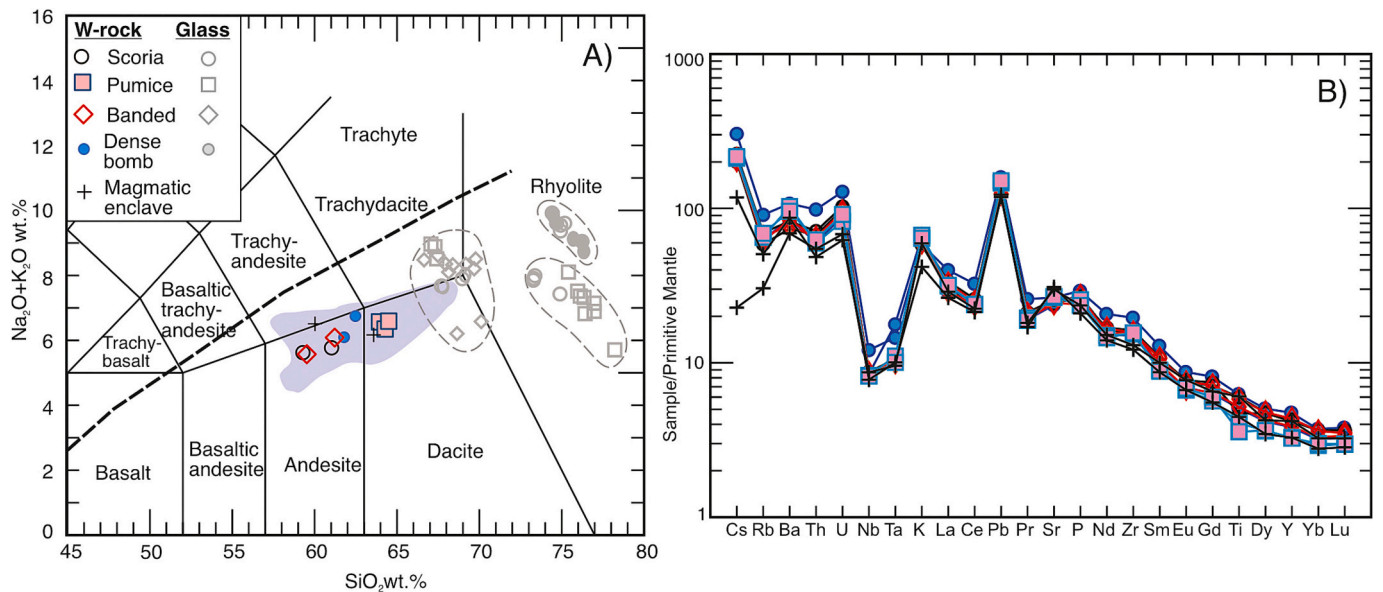 A)
W-rock Glass
Scoria
Pumice
Banded
Dense
bomb
Magmatic
enclave
16
14
12
10
8
6
4
2
0
Na₂O+K₂O wt.%
45 50 55 60 65 70 75 80
SiO₂wt.%
Trachyte
Rhyolite
Trachydacite
Trachy-
andesite
Basaltic
trachy-
andesite
Trachy-
basalt
Basalt
Basaltic
andesite
Andesite
Dacite
B)
1000
100
10
1
Sample/Primitive Mantle
Cs Rb Ba Th U Nb Ta K La Ce Pb Pr Sr P Nd Zr Sm Eu Gd Ti Dy Y Yb Lu